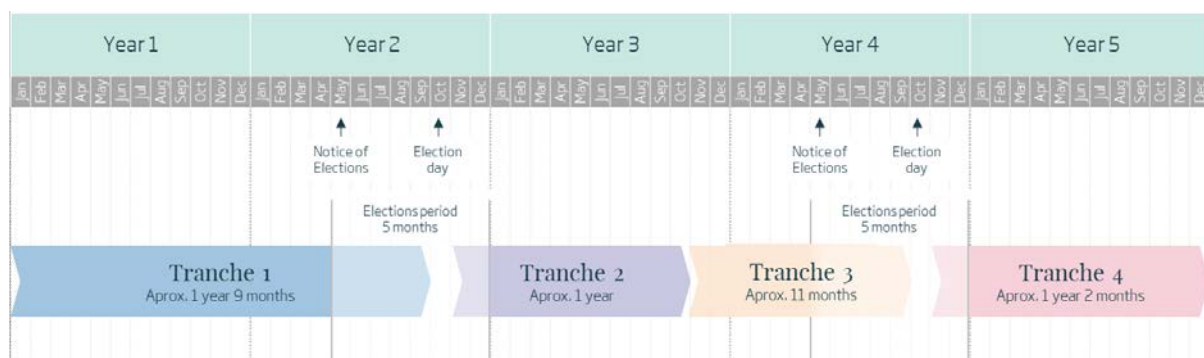 Year 1 Year 2 Year 3 Year 4 Year 5
Jan Feb Mar Apr May Jun Jul Aug Sep Oct Nov Dec Jan Feb Mar Apr May Jun Jul Aug Sep Oct Nov Dec Jan Feb Mar Apr May Jun Jul Aug Sep Oct Nov Dec Jan Feb Mar Apr May Jun Jul Aug Sep Oct Nov Dec Jan Feb Mar Apr May Jun Jul Aug Sep Oct Nov Dec
Notice of Elections
Election day
Notice of Elections
Election day
Elections period
5 months
Elections period
5 months
Tranche 1
Aprox. 1 year 9 months
Tranche 2
Aprox. 1 year
Tranche 3
Aprox. 11 months
Tranche 4
Aprox. 1 year 2 months